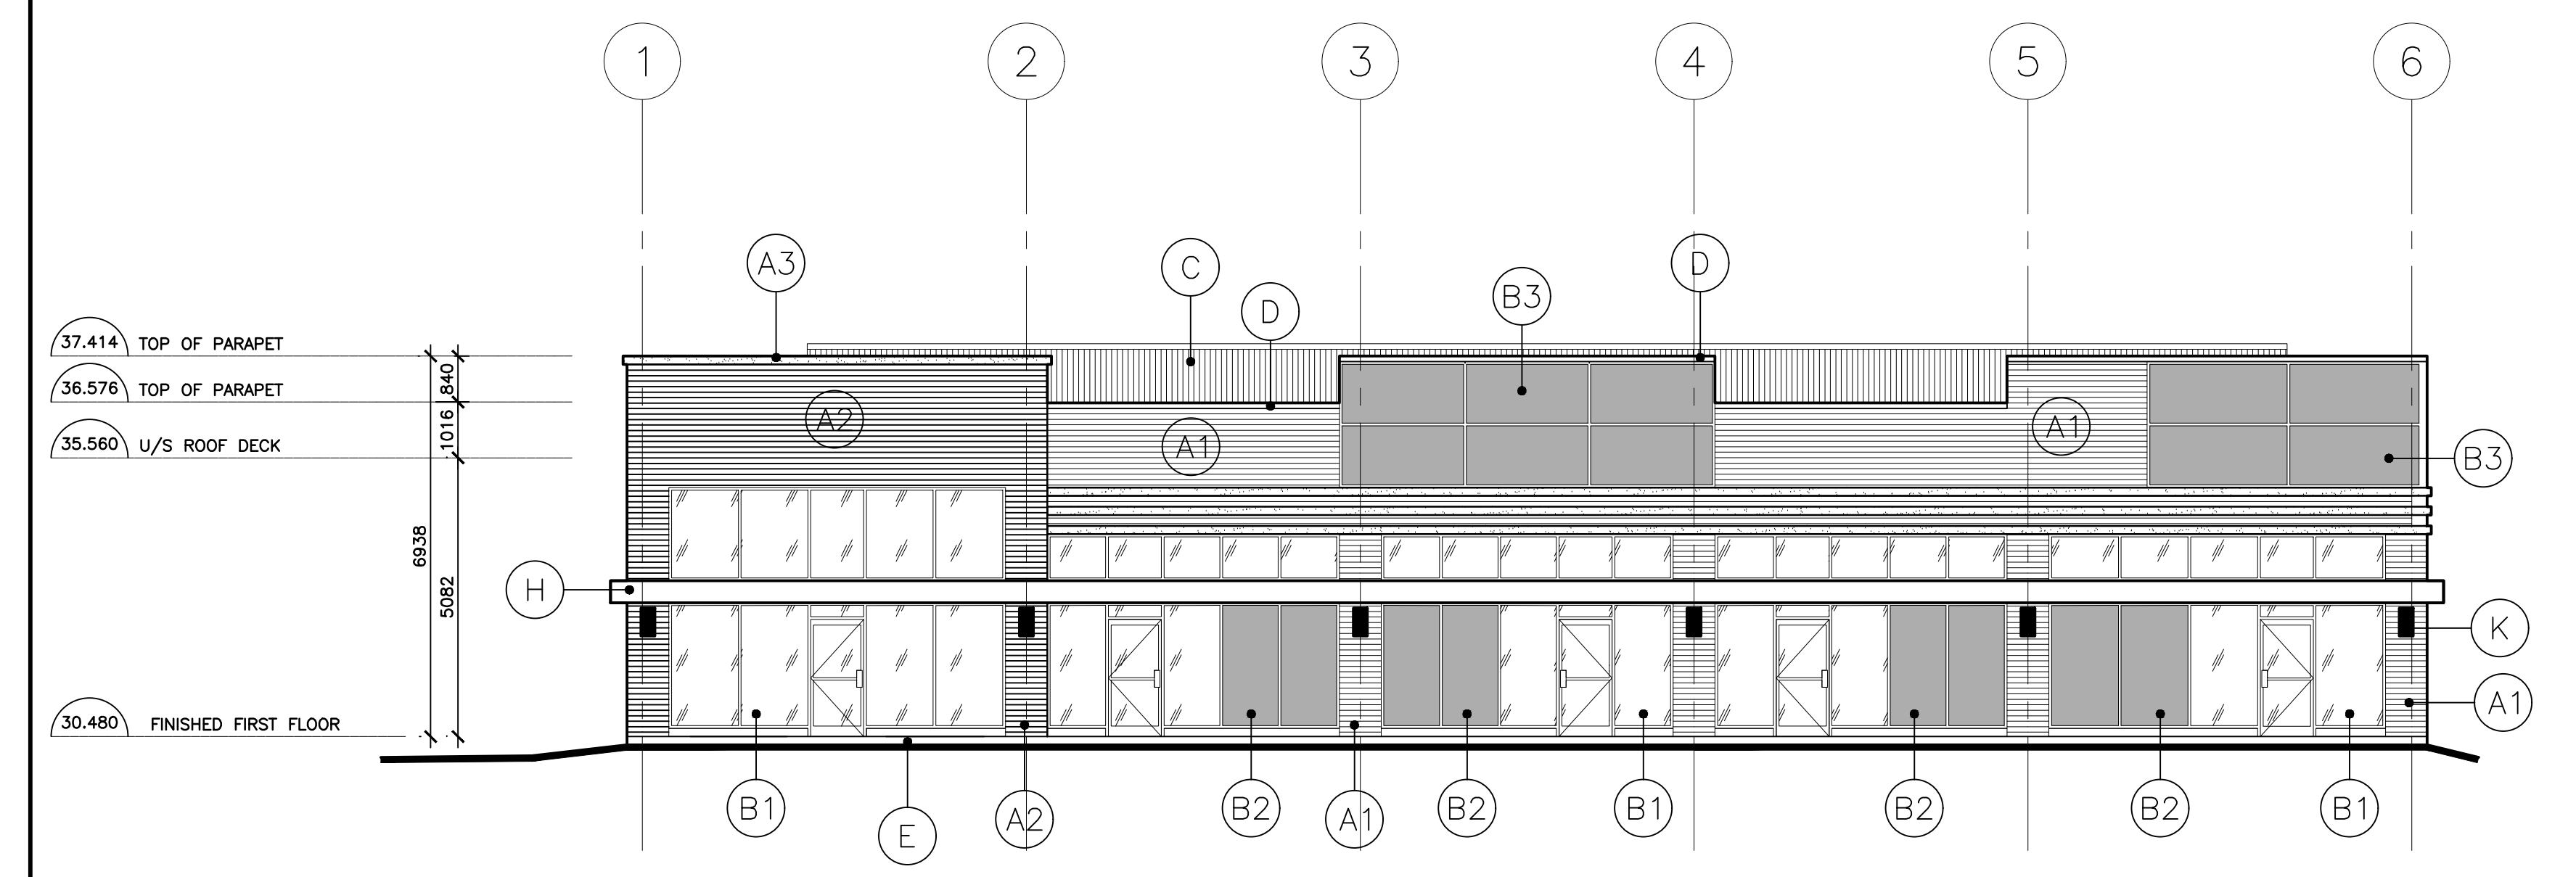 1 2 3 4 5 6
A3 C D B3 D
37.414 TOP OF PARAPET
840
36.576 TOP OF PARAPET
A2 A1 A1
1016
35.560 U/S ROOF DECK
B3
6938
5082
H
K
A1
30.480 FINISHED FIRST FLOOR
B1 E A2 B2 A1 B2 B1 B2 B2 B1